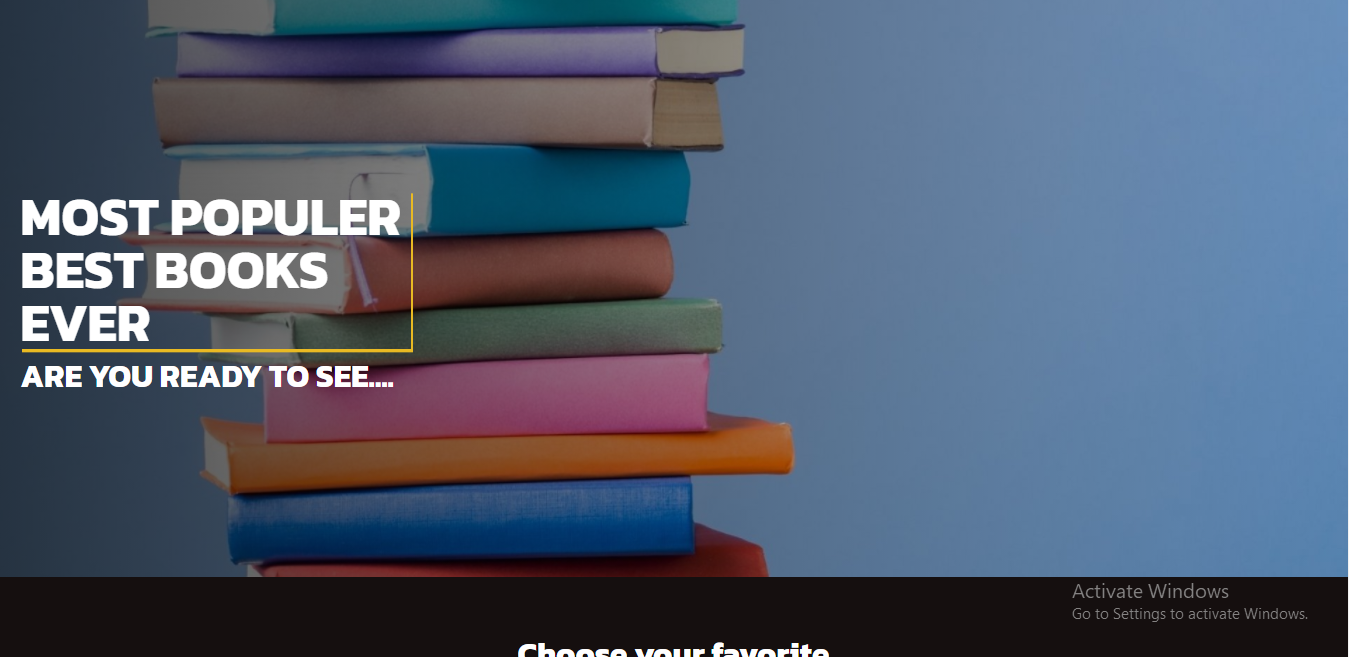 MOST POPULER
BEST BOOKS
EVER
ARE YOU READY TO SEE....
Activate Windows
Go to Settings to activate Windows.
Choose your favorite